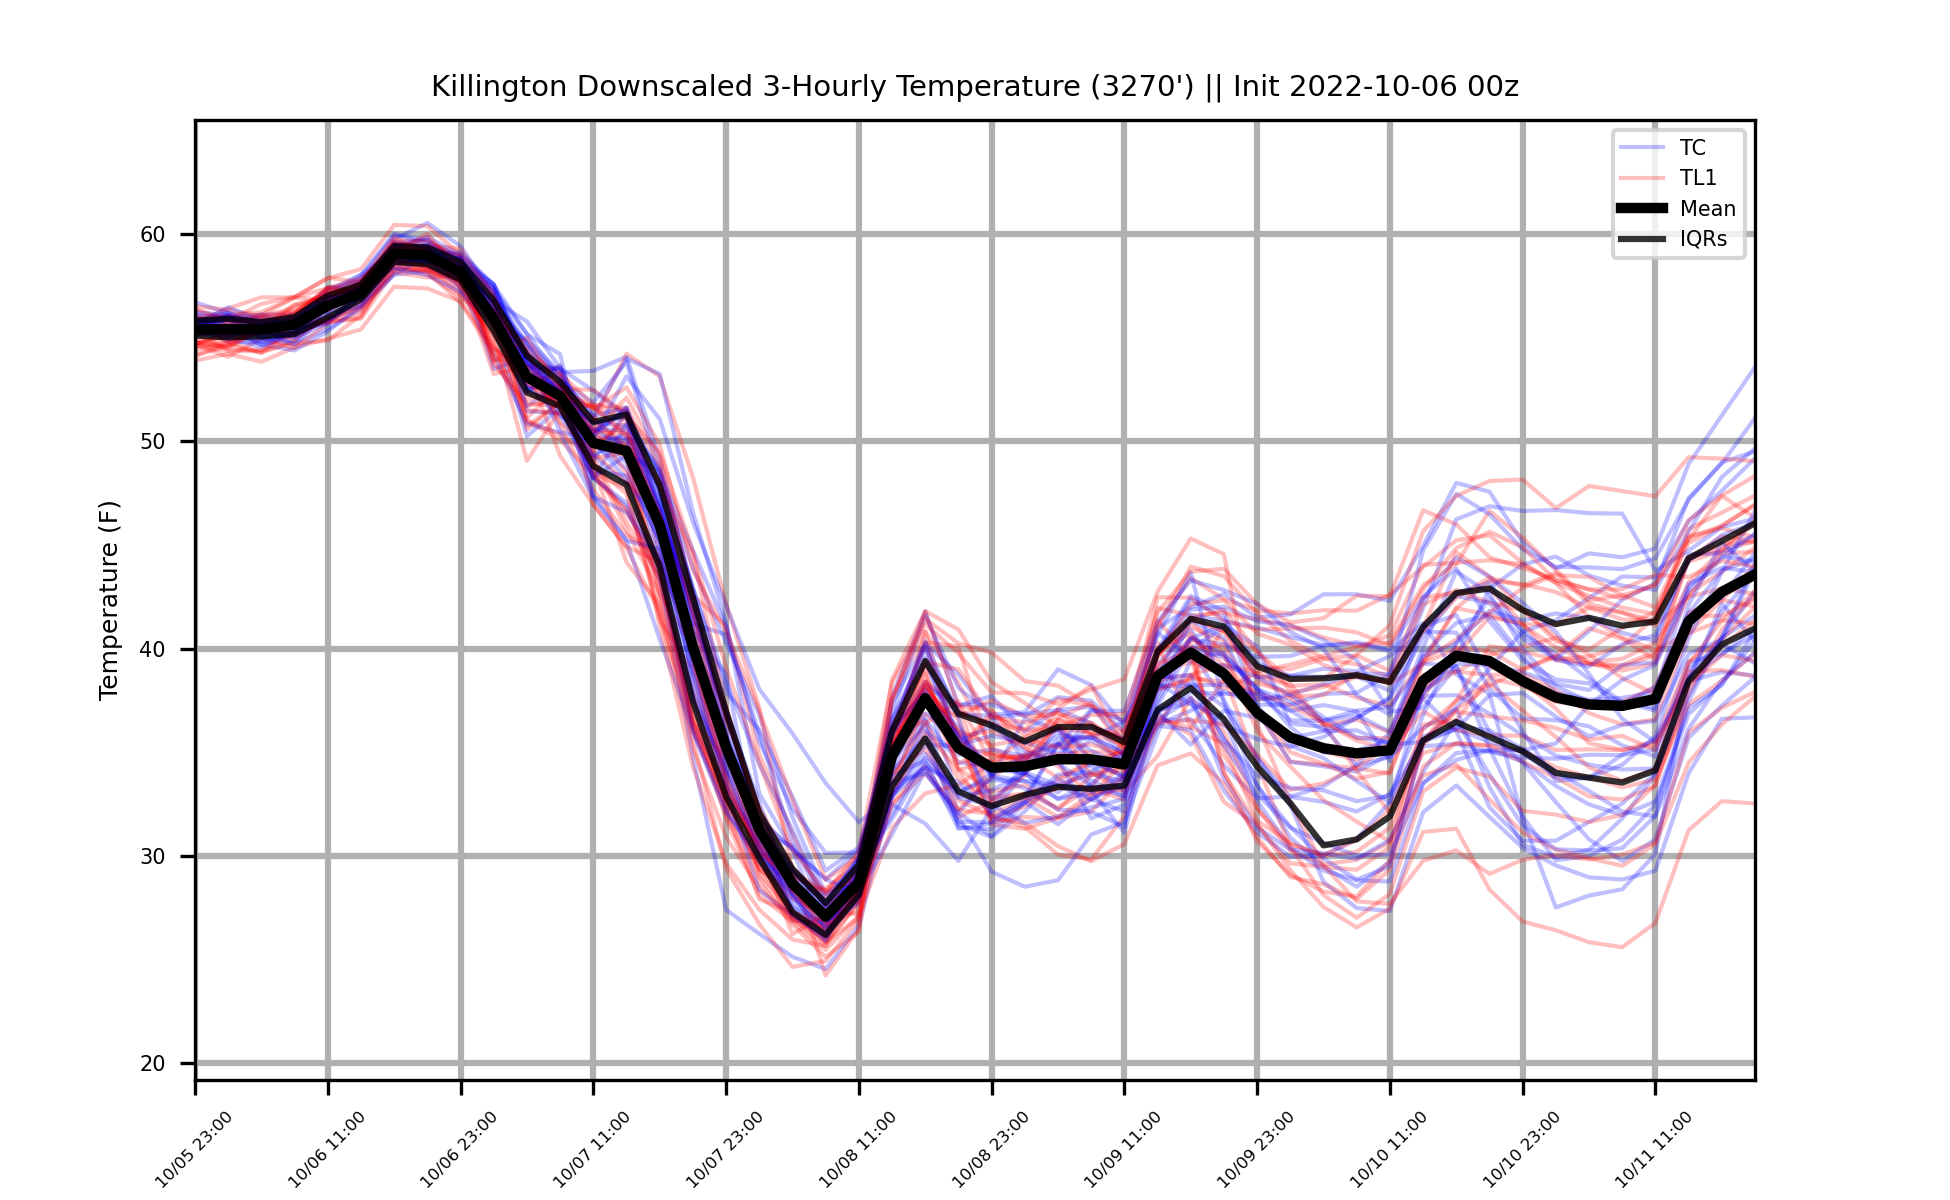 Killington Downscaled 3-Hourly Temperature (3270') || Init 2022-10-06 00z
TC
TL1
Mean
IQRs
Temperature (F)
60
50
40
30
20
10/05 23:00
10/06 11:00
10/06 23:00
10/07 11:00
10/07 23:00
10/08 11:00
10/08 23:00
10/09 11:00
10/09 23:00
10/10 11:00
10/10 23:00
10/11 11:00